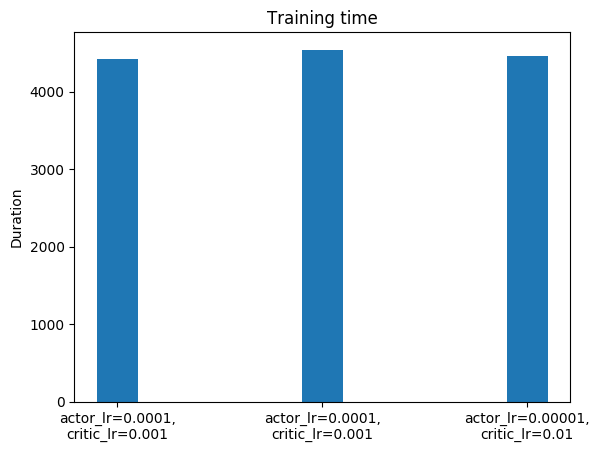 Training time
Duration
4000
3000
2000
1000
0
actor_lr=0.0001,
critic_lr=0.001
actor_lr=0.0001,
critic_lr=0.001
actor_lr=0.00001,
critic_lr=0.01